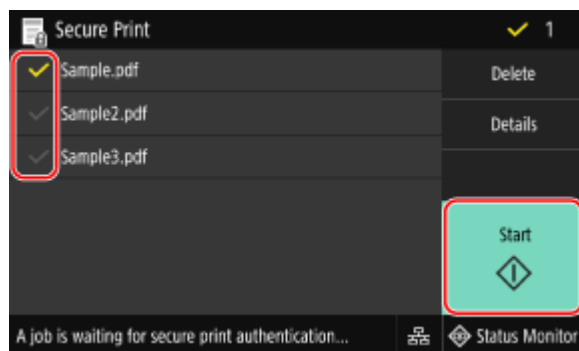 Secure Print
1
Sample.pdf
Delete
Sample2.pdf
Details
Sample3.pdf
Start
A job is waiting for secure print authentication...
Status Monitor